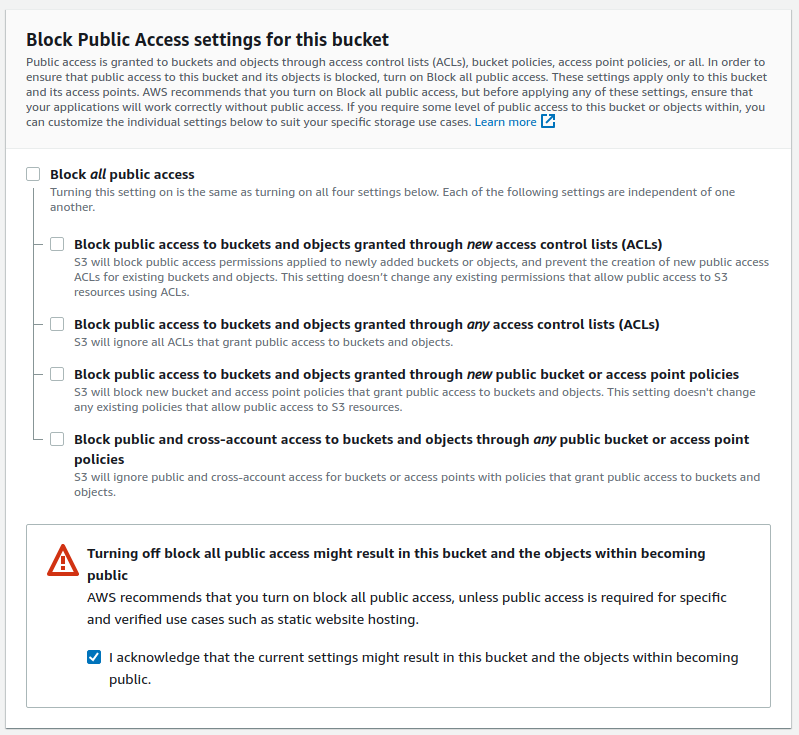 Block Public Access settings for this bucket
Public access is granted to buckets and objects through access control lists (ACLs), bucket policies, access point policies, or all. In order to
ensure that public access to this bucket and its objects is blocked, turn on Block all public access. These settings apply only to this bucket
and its access points. AWS recommends that you turn on Block all public access, but before applying any of these settings, ensure that
your applications will work correctly without public access. If you require some level of public access to this bucket or objects within, you
can customize the individual settings below to suit your specific storage use cases. Learn more
Block all public access
Turning this setting on is the same as turning on all four settings below. Each of the following settings are independent of one
another.
Block public access to buckets and objects granted through new access control lists (ACLs)
S3 will block public access permissions applied to newly added buckets or objects, and prevent the creation of new public access
ACLs for existing buckets and objects. This setting doesn't change any existing permissions that allow public access to S3
resources using ACLs.
Block public access to buckets and objects granted through any access control lists (ACLs)
S3 will ignore all ACLs that grant public access to buckets and objects.
Block public access to buckets and objects granted through new public bucket or access point policies
S3 will block new bucket and access point policies that grant public access to buckets and objects. This setting doesn't change
any existing policies that allow public access to S3 resources.
Block public and cross-account access to buckets and objects through any public bucket or access point
policies
S3 will ignore public and cross-account access for buckets or access points with policies that grant public access to buckets and
objects.
Turning off block all public access might result in this bucket and the objects within becoming
public
AWS recommends that you turn on block all public access, unless public access is required for specific
and verified use cases such as static website hosting.
I acknowledge that the current settings might result in this bucket and the objects within becoming
public.